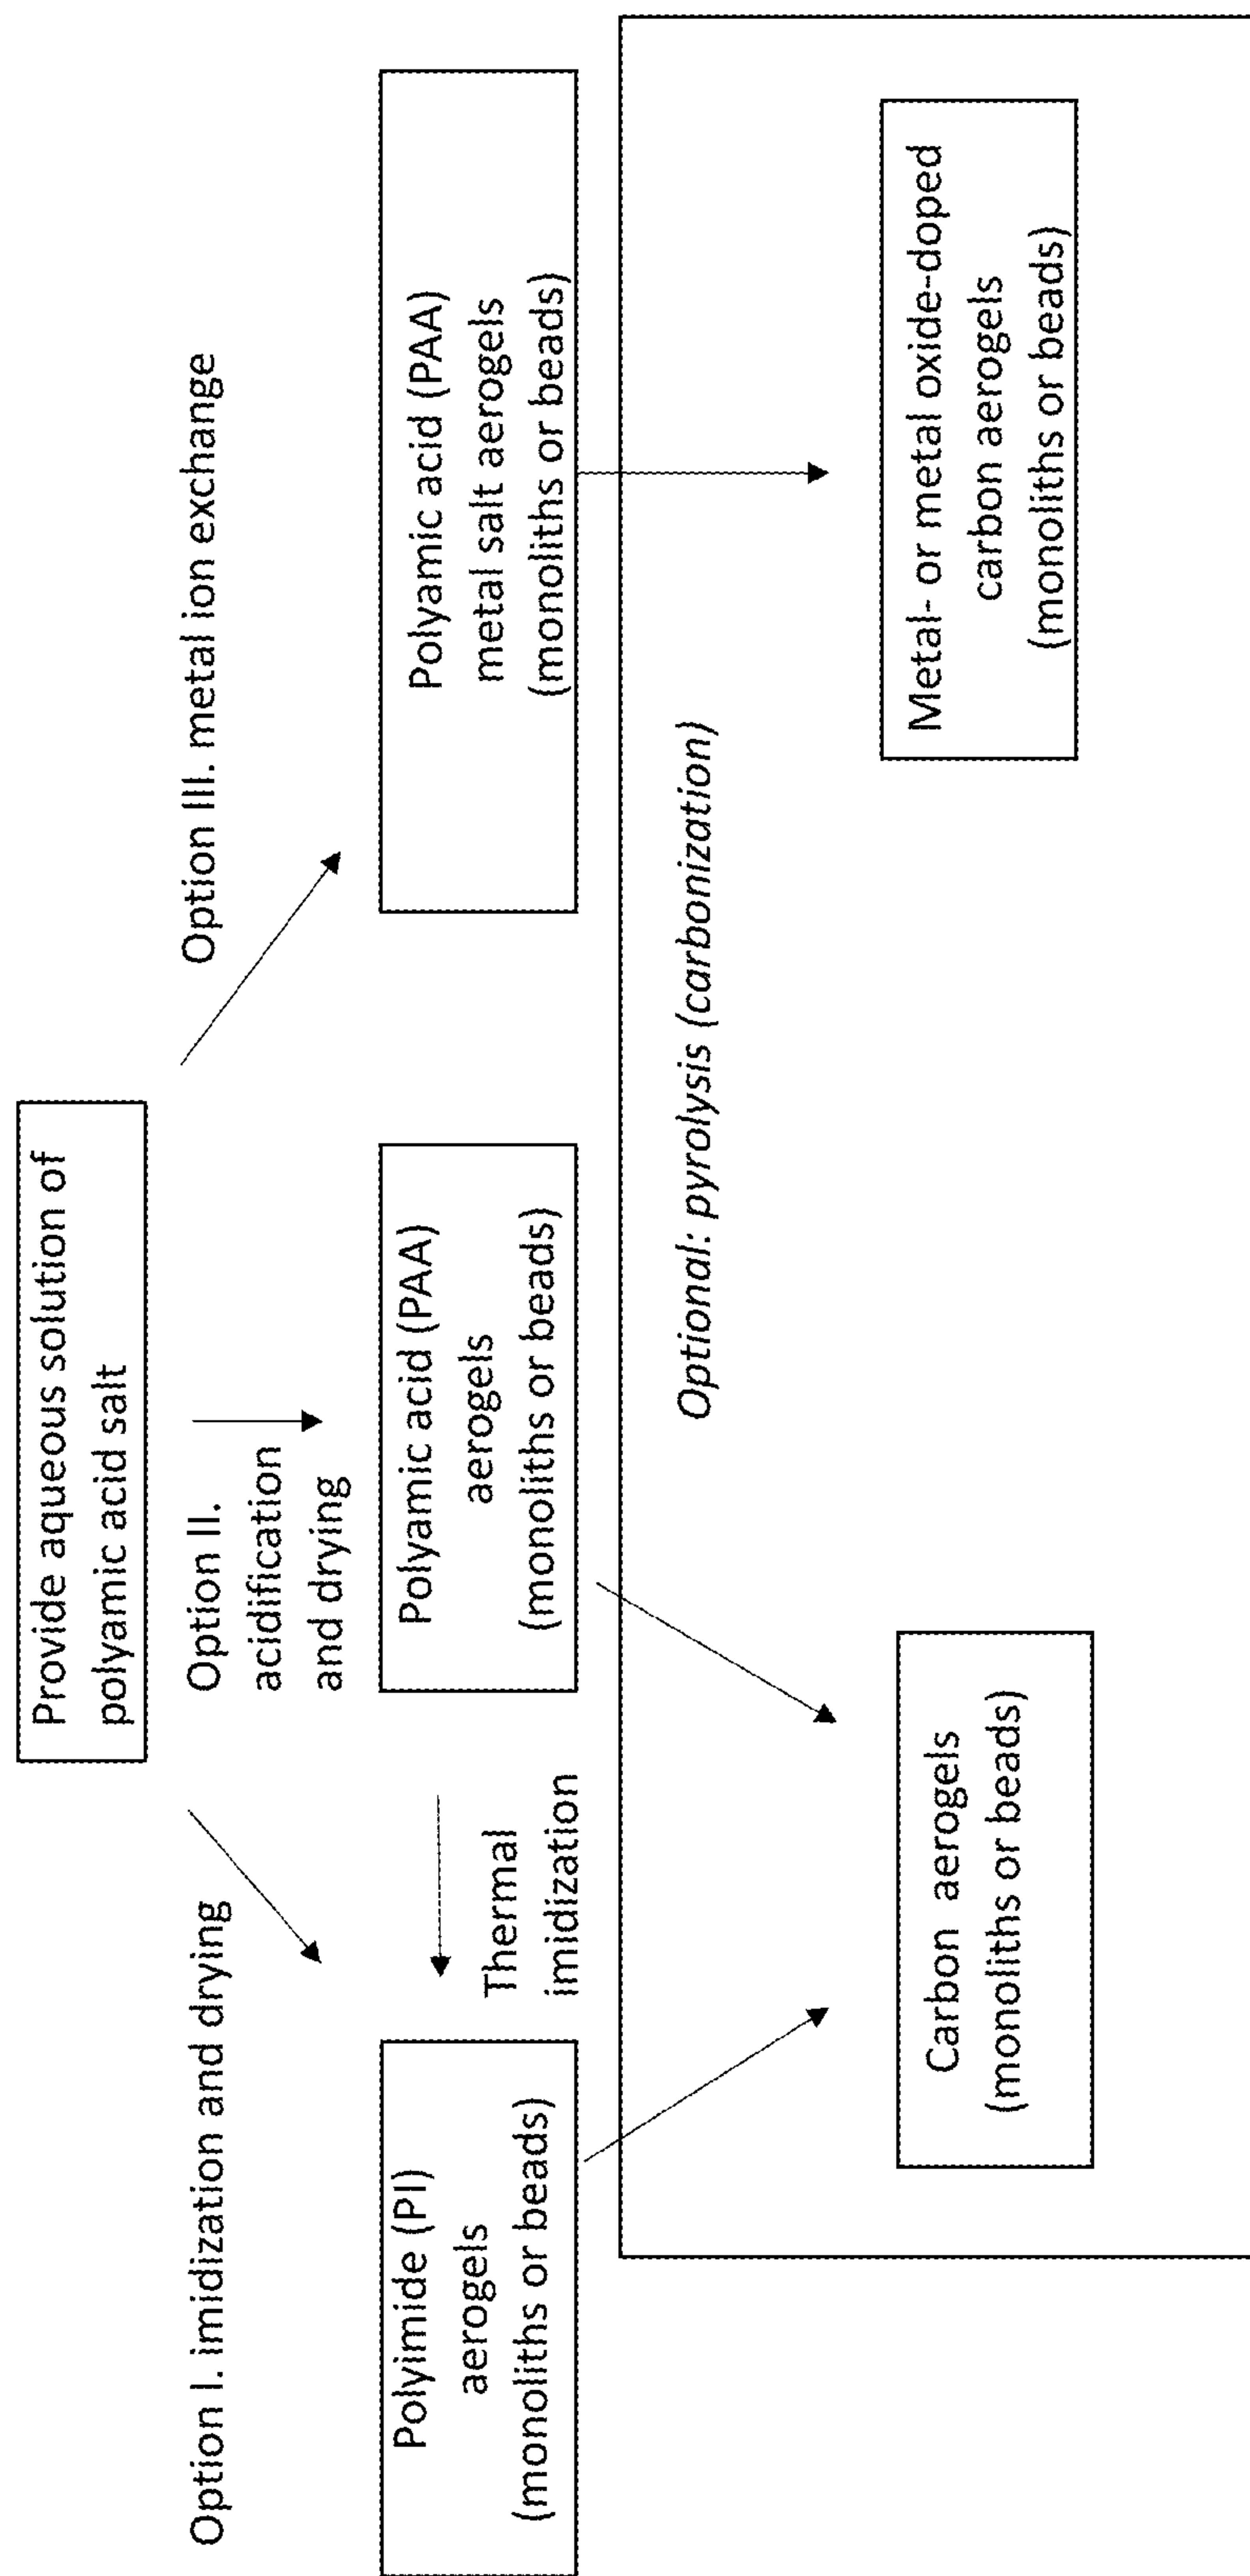 Provide aqueous solution of
polyamic acid salt
Option I. imidization and drying
Option II.
acidification
and drying
Option III. metal ion exchange
Polyimide (PI)
aerogels
(monoliths or beads)
Thermal
imidization
Polyamic acid (PAA)
aerogels
(monoliths or beads)
Polyamic acid (PAA)
metal salt aerogels
(monoliths or beads)
Optional: pyrolysis (carbonization)
Carbon aerogels
(monoliths or beads)
Metal- or metal oxide-doped
carbon aerogels
(monoliths or beads)